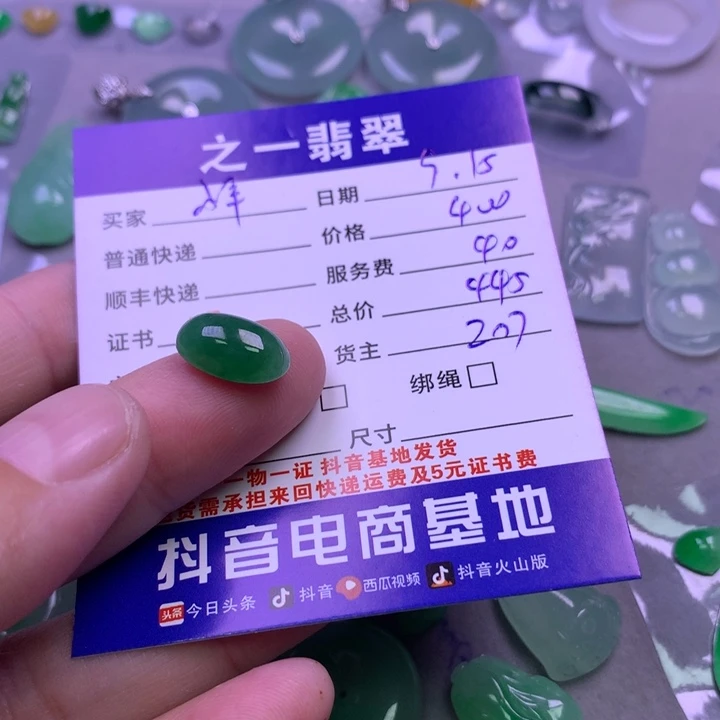 之一翡翠
买家 日期 5.15
普通快递 价格 400
顺丰快递 服务费 40
证书 总价 445
货主 207
绑绳
尺寸
一物一证 抖音基地发货
货需承担来回快递运费及5元证书费
抖音电商基地
头条 今日头条 抖音 西瓜视频 抖音火山版